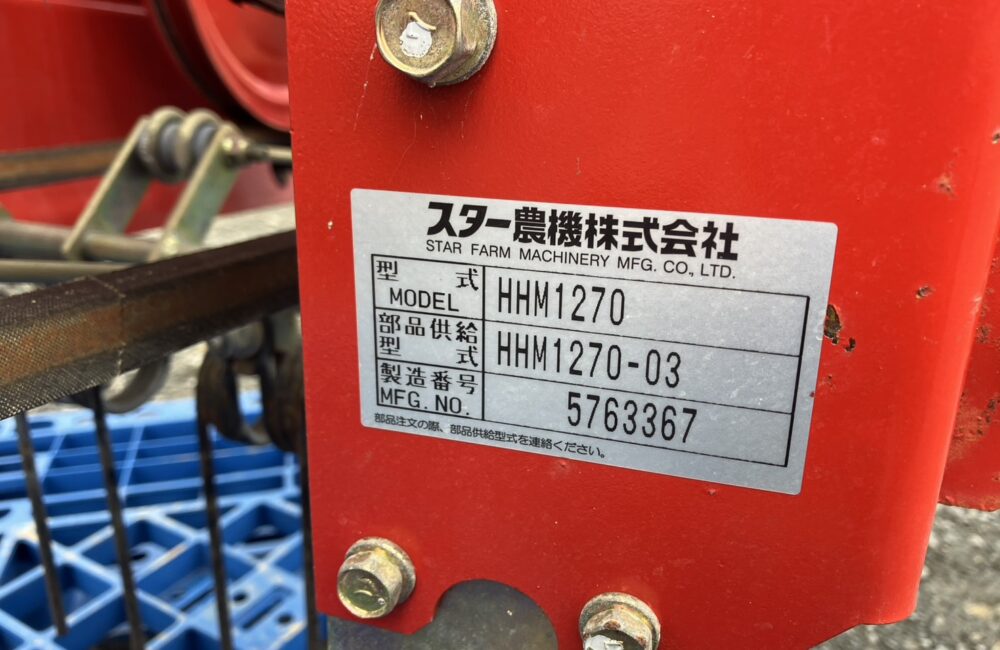 スター農機株式会社
STAR FARM MACHINERY MFG. CO., LTD.
型式 MODEL HHM1270
部品供給型式 HHM1270-03
製造番号 MFG. NO. 5763367
部品注文の際、部品供給型式を連絡ください。